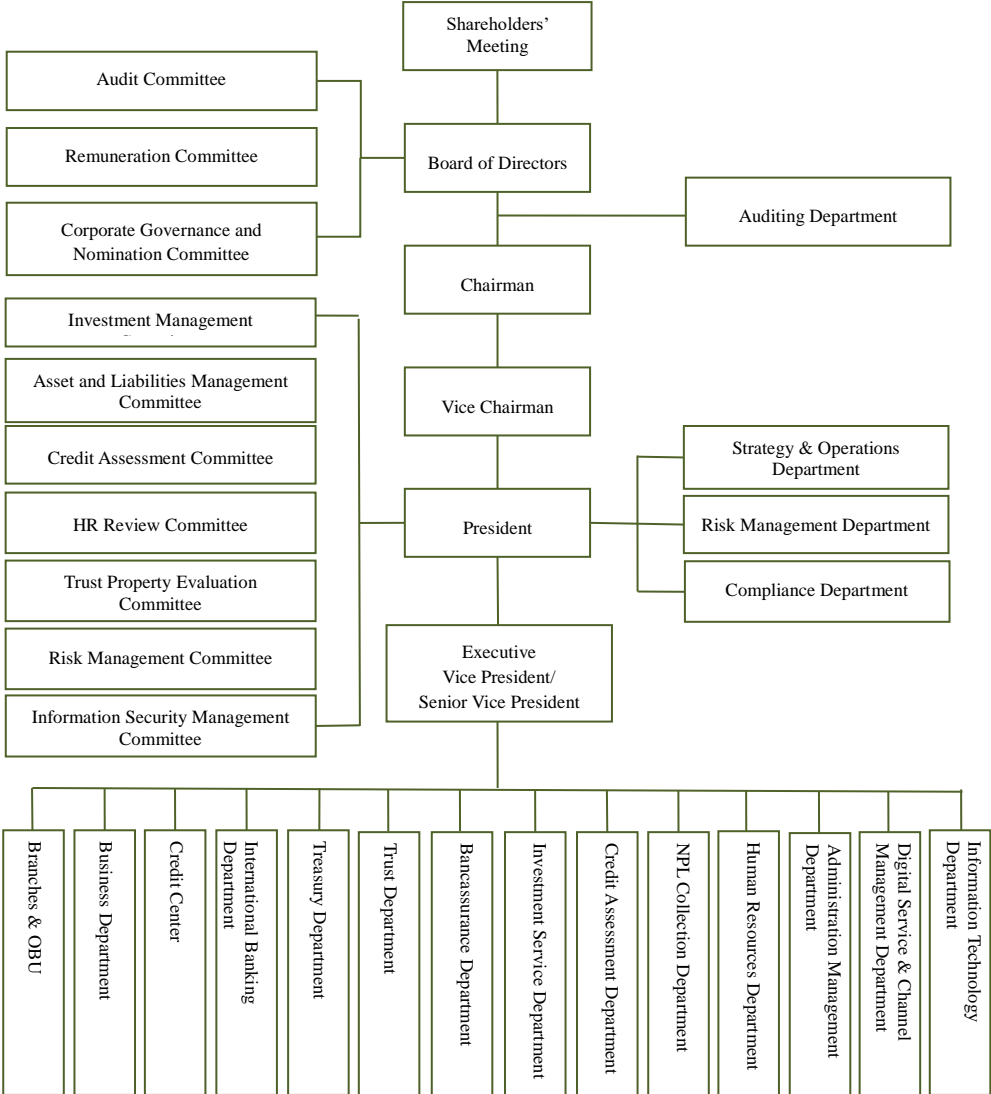 Shareholders’
Meeting
Audit Committee
Remuneration Committee
Board of Directors
Corporate Governance and
Nomination Committee
Auditing Department
Chairman
Investment Management
Asset and Liabilities Management
Committee
Vice Chairman
Credit Assessment Committee
Strategy & Operations
Department
HR Review Committee
President
Risk Management Department
Trust Property Evaluation
Committee
Compliance Department
Risk Management Committee
Executive
Vice President/
Senior Vice President
Information Security Management
Committee
Branches & OBU
Business Department
Credit Center
International Banking
Department
Treasury Department
Trust Department
Bancassurance Department
Investment Service Department
Credit Assessment Department
NPL Collection Department
Human Resources Department
Administration Management
Department
Digital Service & Channel
Management Department
Information Technology
Department